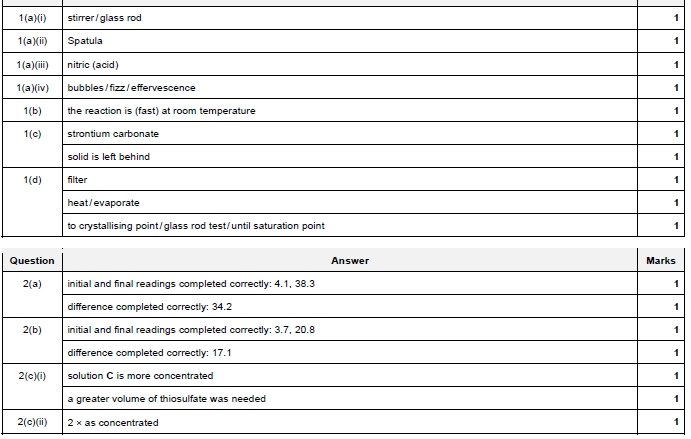 1(a)(i) stirrer/glass rod 1
1(a)(ii) Spatula 1
1(a)(iii) nitric (acid) 1
1(a)(iv) bubbles/fizz/effervescence 1
1(b) the reaction is (fast) at room temperature 1
1(c) strontium carbonate 1
solid is left behind 1
1(d) filter 1
heat/evaporate 1
to crystallising point/glass rod test/until saturation point 1
Question Answer Marks
2(a) initial and final readings completed correctly: 4.1, 38.3 1
difference completed correctly: 34.2 1
2(b) initial and final readings completed correctly: 3.7, 20.8 1
difference completed correctly: 17.1 1
2(c)(i) solution C is more concentrated 1
a greater volume of thiosulfate was needed 1
2(c)(ii) 2 × as concentrated 1